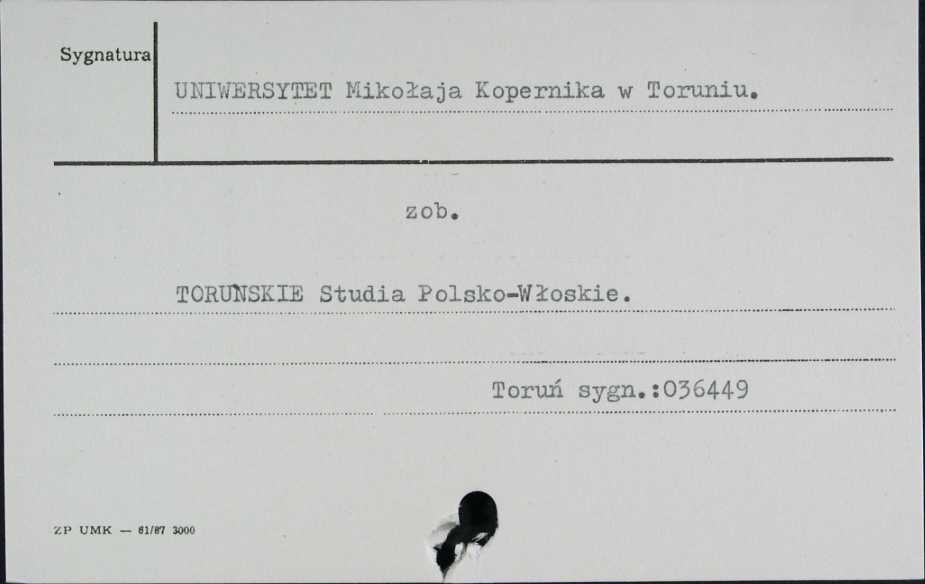 Sygnatura
UNIWERSYTET Mikołaja Kopernika w Toruniu.
zob.
TORUŃSKIE Studia Polsko-Włoskie.
Toruń sygn.:036449
ZP UMK — 61/87 3000